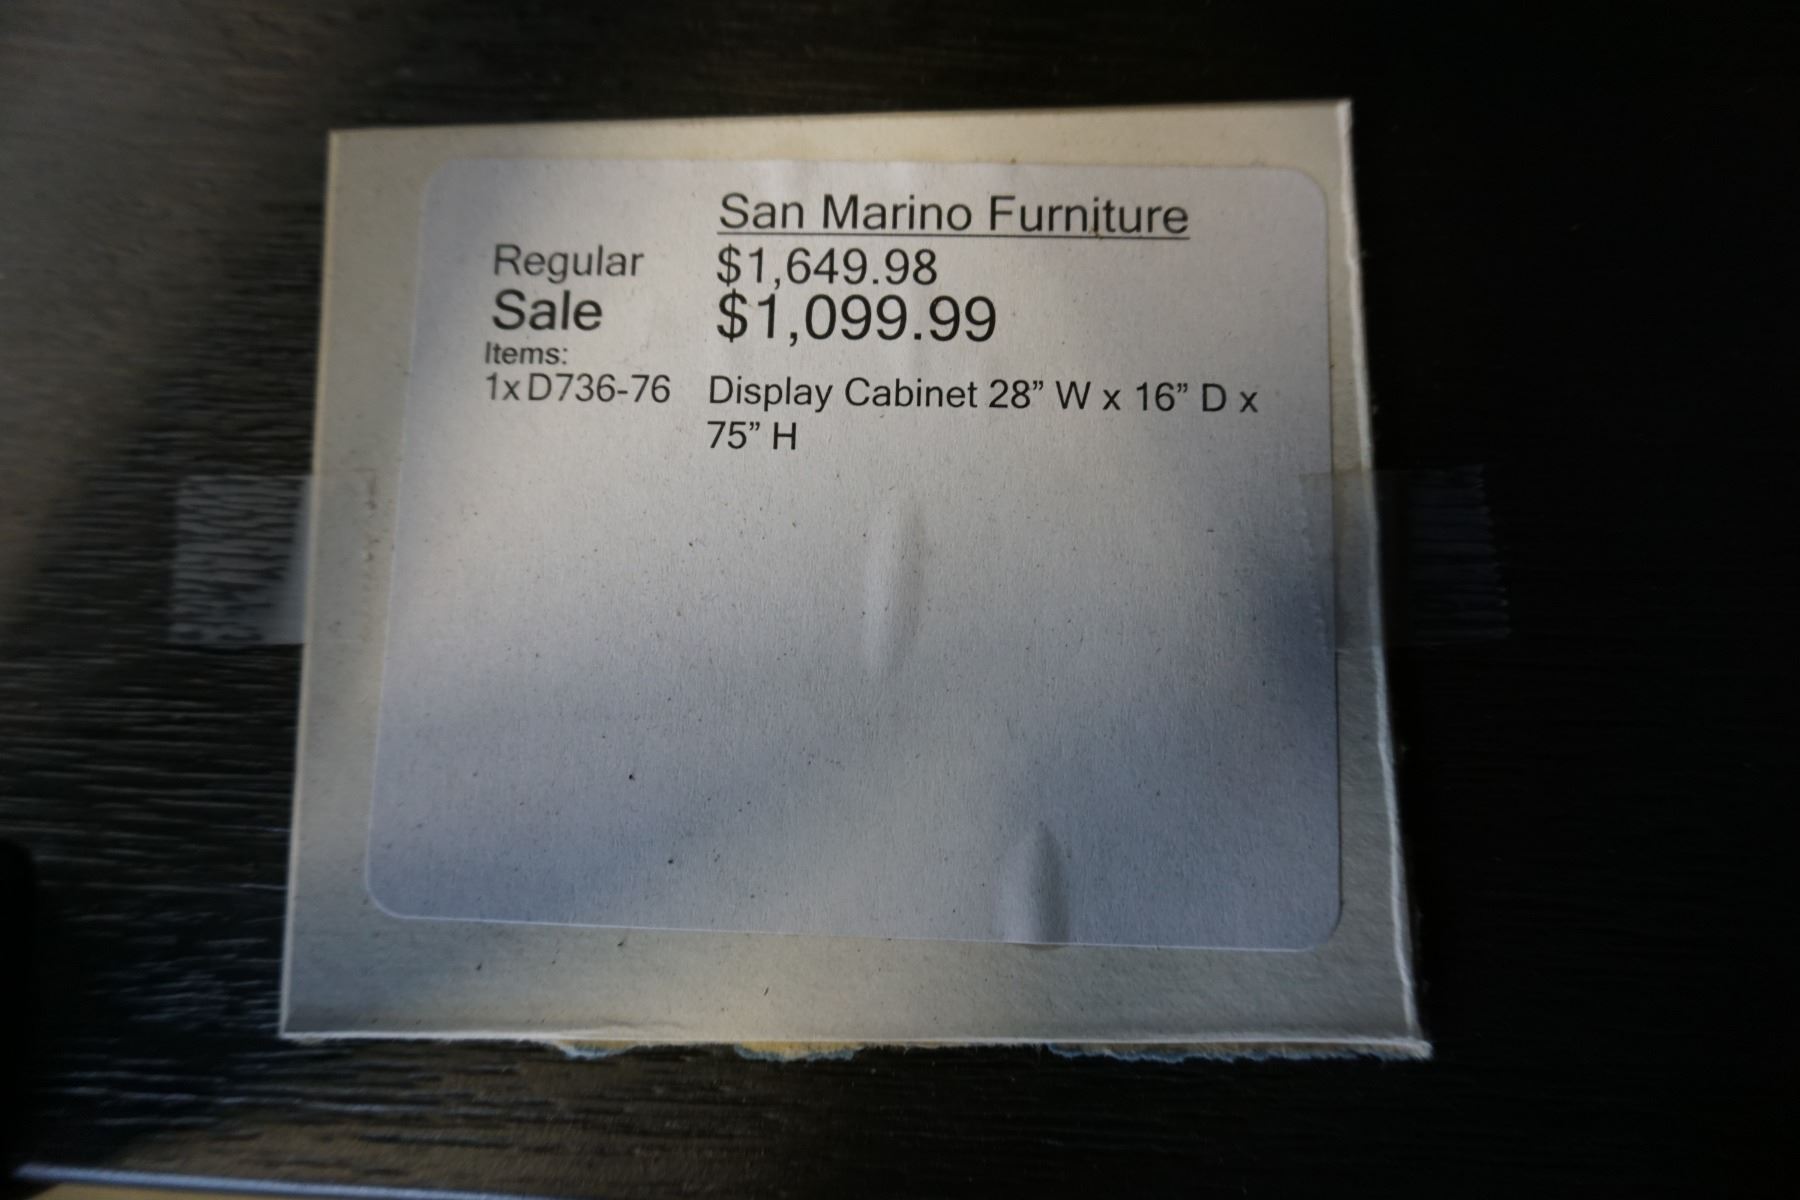 San Marino Furniture
Regular $1,649.98
Sale $1,099.99
Items:
1x D736-76 Display Cabinet 28” W x 16” D x
75” H